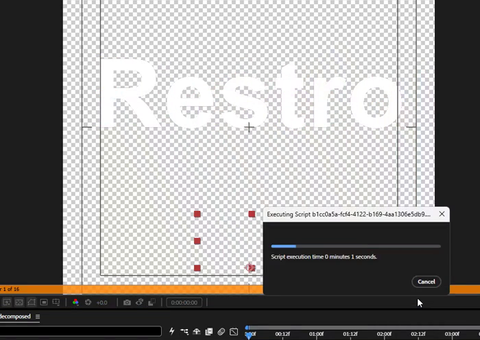 Restro
Executing Script b1cc0a5a-fcf4-4122-b169-4aa1306e5db9...
Script execution time 0 minutes 1 seconds.
Cancel
r 1 of 16
+0.0
0:00:00:00
decomposed
0:00f 00:12f 01:00f 01:12f 02:00f 02:12f 03:00f